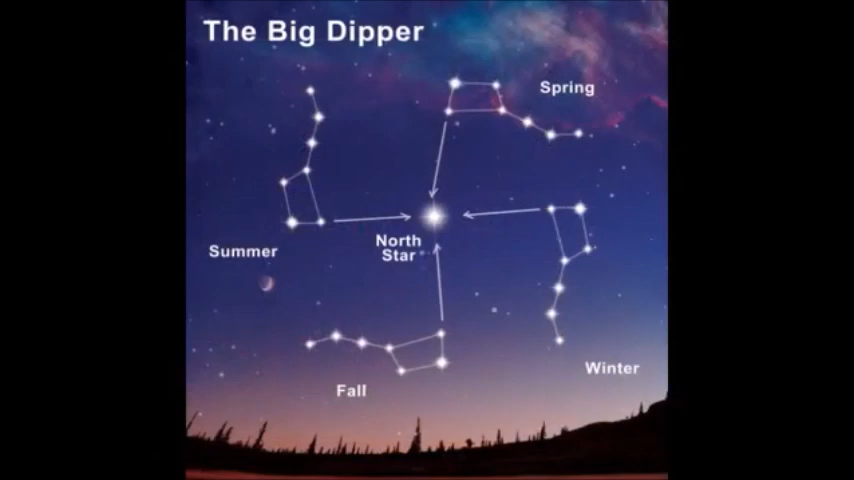 The Big Dipper
Spring
North
Star
Summer
Winter
Fall